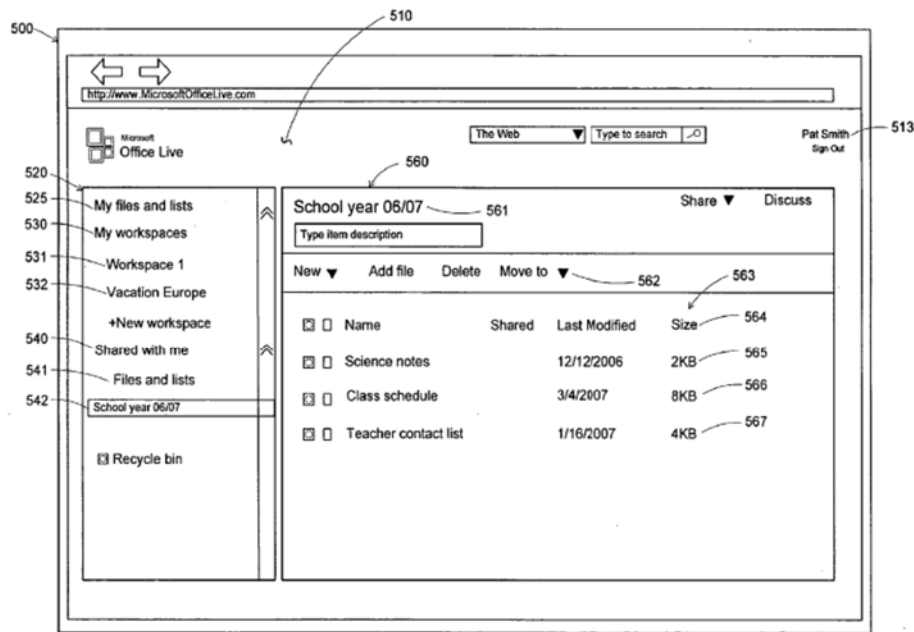 510
500
http://www.MicrosoftOfficeLive.com
Microsoft
Office Live
The Web
Type to search
Pat Smith
513
Sign Out
520
560
525
My files and lists
School year 06/07
561
Share
Discuss
530
My workspaces
Type item description
531
Workspace 1
New
Add file
Delete
Move to
562
563
532
Vacation Europe
+New workspace
Name
Shared
Last Modified
Size
564
540
Shared with me
Science notes
12/12/2006
2KB
565
541
Files and lists
Class schedule
3/4/2007
8KB
566
542
School year 06/07
Teacher contact list
1/16/2007
4KB
567
Recycle bin